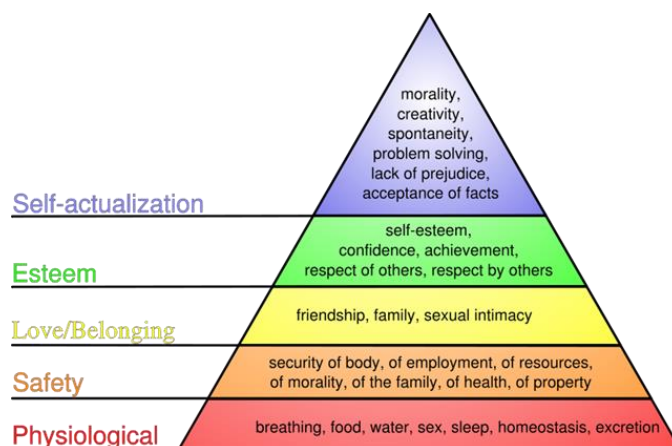 morality,
creativity,
spontaneity,
problem solving,
lack of prejudice,
acceptance of facts
Self-actualization
self-esteem,
confidence, achievement,
respect of others, respect by others
Esteem
friendship, family, sexual intimacy
Love/Belonging
security of body, of employment, of resources,
of morality, of the family, of health, of property
Safety
breathing, food, water, sex, sleep, homeostasis, excretion
Physiological